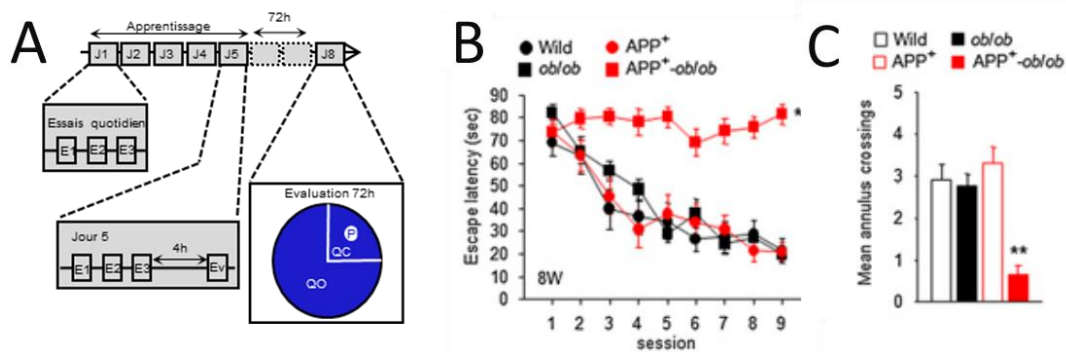 A
Apprentissage
72h
J1 J2 J3 J4 J5 J8
Essais quotidien
E1 E2 E3
Jour 5
4h
E1 E2 E3 Ev
Evaluation 72h
P
QC
QO
B
Wild APP+
ob/ob APP+-ob/ob
Escape latency (sec)
90
80
70
60
50
40
30
20
10
0
*
8W
1 2 3 4 5 6 7 8 9
session
C
Wild ob/ob
APP+ APP+-ob/ob
Mean annulus crossings
5
4
3
2
1
0
**